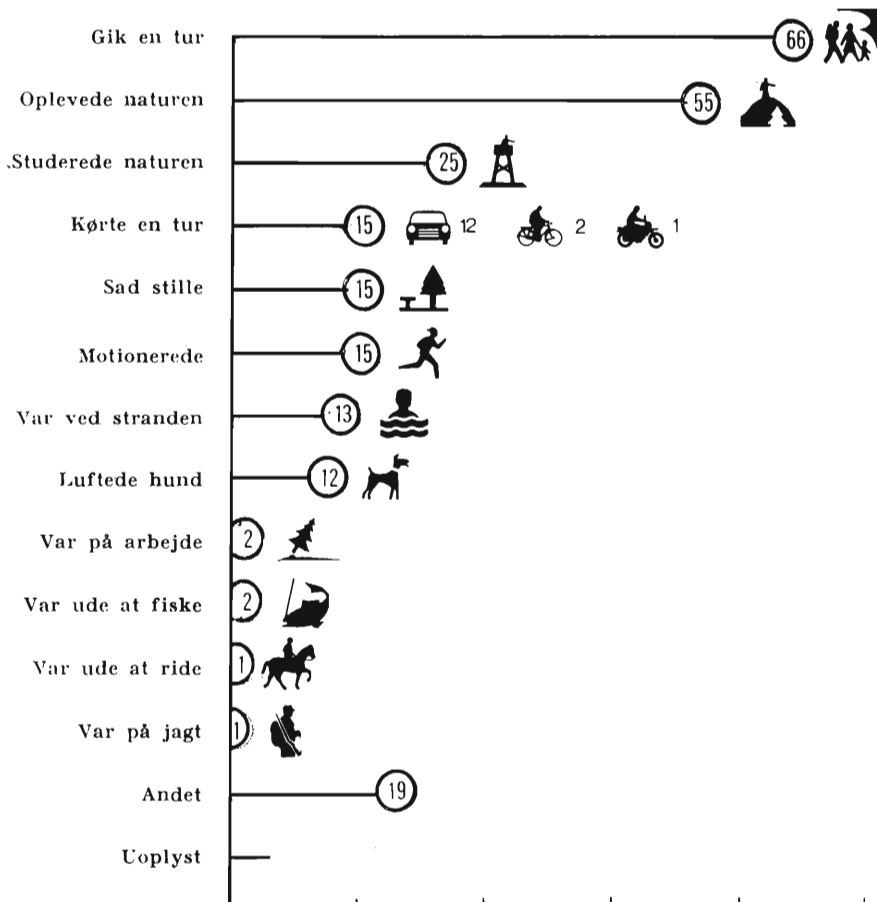 Gik en tur 66
Oplevede naturen 55
Studerede naturen 25
Kørte en tur 15 12 2 1
Sad stille 15
Motionerede 15
Var ved stranden 13
Luftede hund 12
Var på arbejde 2
Var ude at fiske 2
Var ude at ride 1
Var på jagt 1
Andet 19
Uoplyst